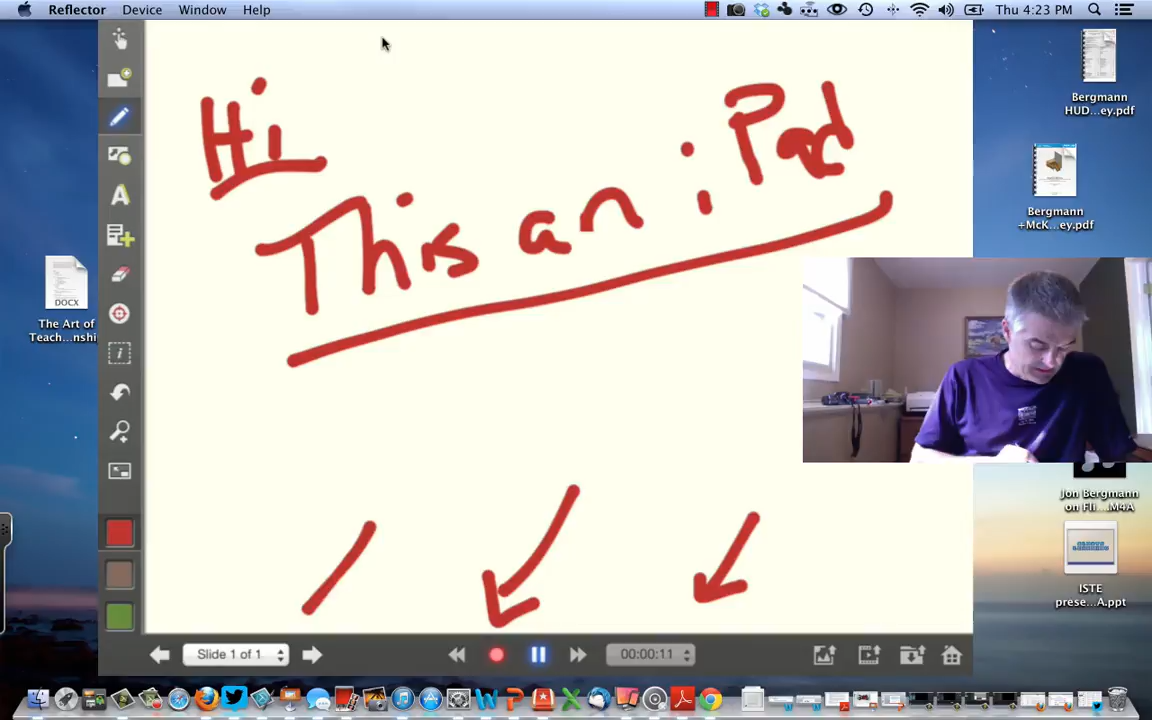 Reflector Device Window Help Thu 4:23 PM
Hi
This an iPad
Bergmann
HUD...ey.pdf
Bergmann
+McK...ey.pdf
DOCX
The Art of
Teach...nship
Jon Bergmann
on Fli....M4A
ISTE
prese...A.ppt
A
i
Slide 1 of 1
00:00:11